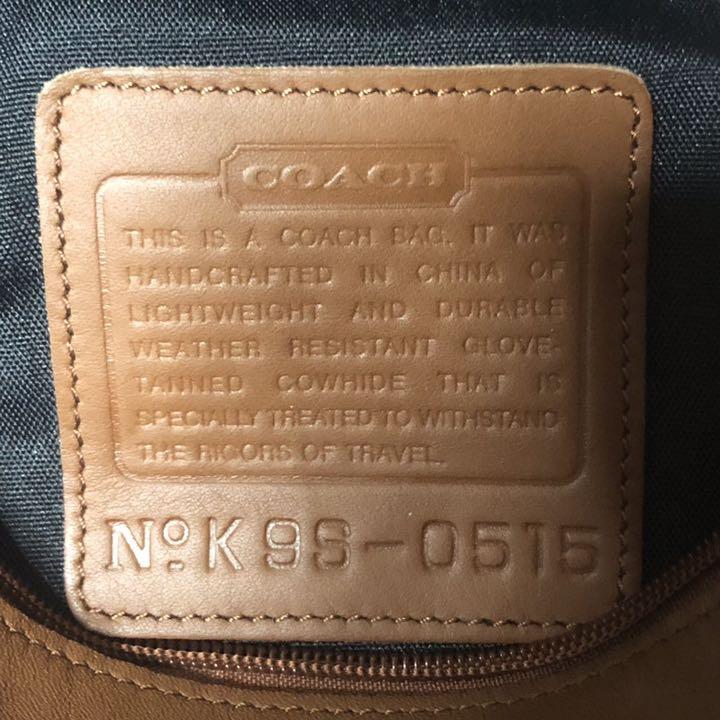 COACH
THIS IS A COACH BAG. IT WAS
HANDCRAFTED IN CHINA OF
LIGHTWEIGHT AND DURABLE
WEATHER RESISTANT GLOVE-
TANNED COWHIDE THAT IS
SPECIALLY TREATED TO WITHSTAND
THE RIGORS OF TRAVEL.
Nº K9S-0515